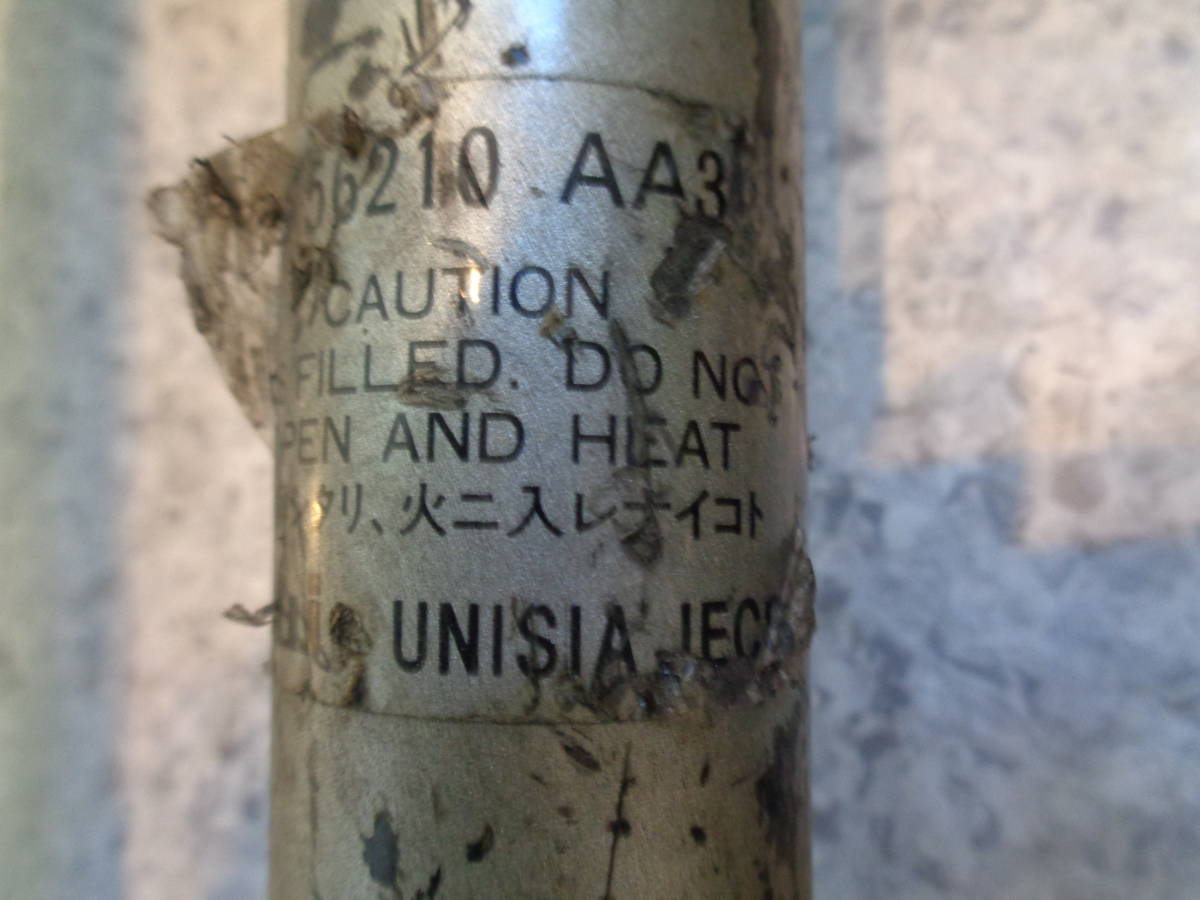 56210 AA3
CAUTION
FILLED. DO NOT
PEN AND HEAT
タリ、火ニ入レナイコト
UNISIA JEC